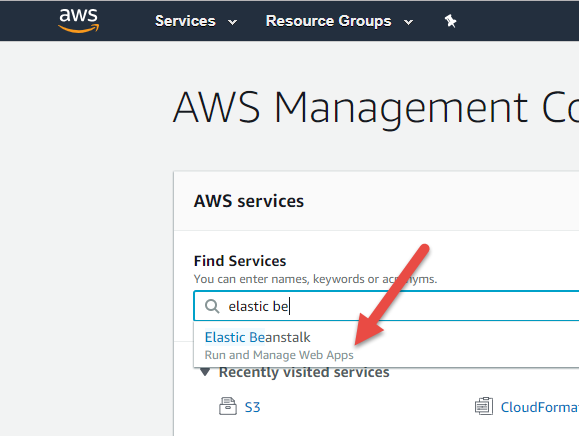 aws Services Resource Groups
AWS Management Co
AWS services
Find Services
You can enter names, keywords or acronyms.
elastic be
Elastic Beanstalk
Run and Manage Web Apps
Recently visited services
S3 CloudForma